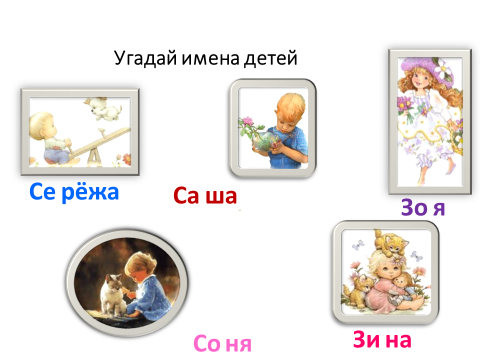 Угадай имена детей
Се рёжа
Са ша
Зо я
Со ня
Зи на